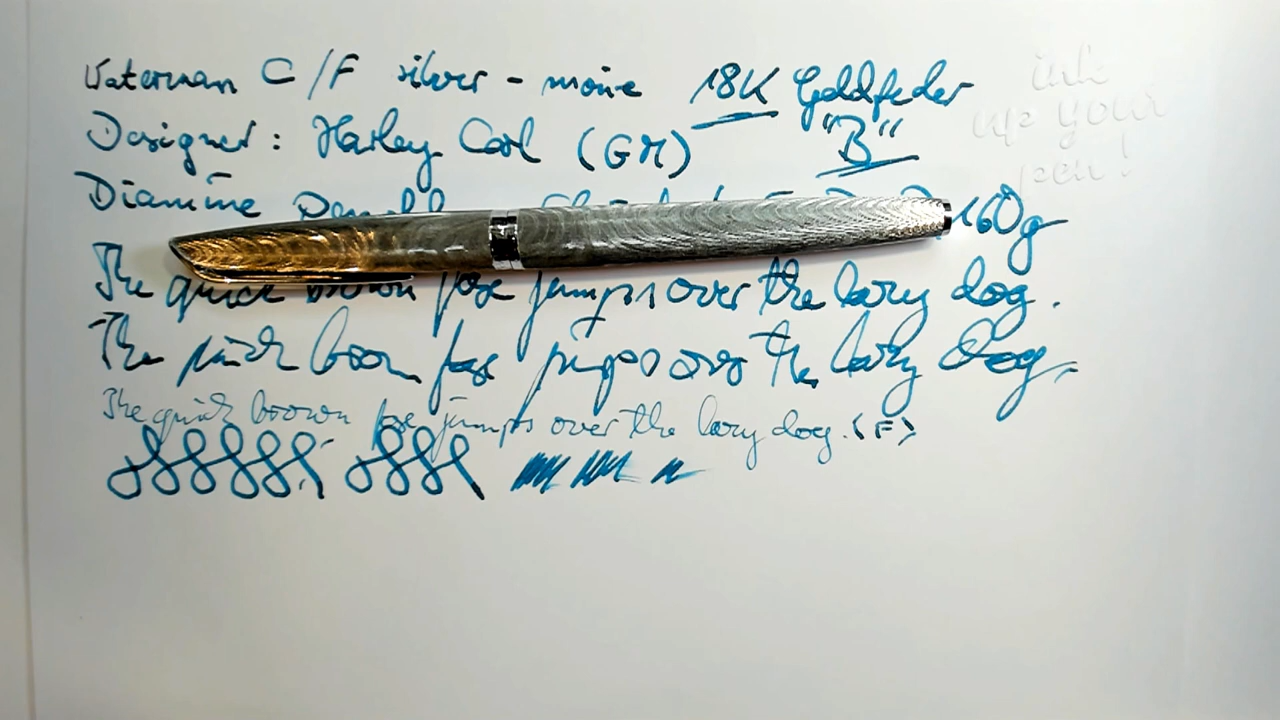 Waterman C/F silver - moire 18K Goldfeder
Designer: Harley Earl (GM) "B"
Diamine 160g
The quick brown fox jumps over the lazy dog.
The quick brown fox jumps over the lazy dog.
The quick brown fox jumps over the lazy dog. (F)
ink
up your
pen!